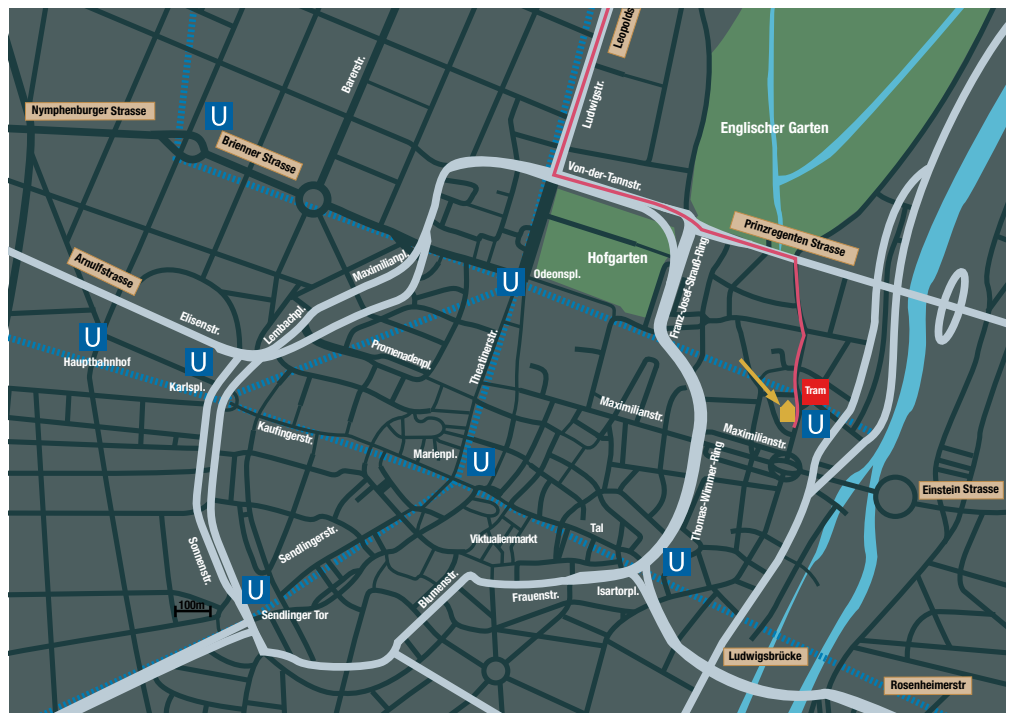 Leopolds
Nymphenburger Strasse
U
Barerstr.
Ludwigstr.
Englischer Garten
Brienner Strasse
Von-der-Tannstr.
Prinzregenten Strasse
Arnulfstrasse
Maximilianpl.
Hofgarten
Franz-Josef-Strauß-Ring
U
Odeonspl.
Elisenstr.
Lembachpl.
U
Hauptbahnhof
U
Karlspl.
Promenadenpl.
Theatinerstr.
Tram
U
Maximilianstr.
Maximilianstr.
Kaufingerstr.
Marienpl.
U
Thomas-Wimmer-Ring
Einstein Strasse
Sendlingerstr.
Viktualienmarkt
Tal
Sonnenstr.
U
U
Blumenstr.
Frauenstr.
Isartorpl.
100m
Sendlinger Tor
Ludwigsbrücke
Rosenheimerstr